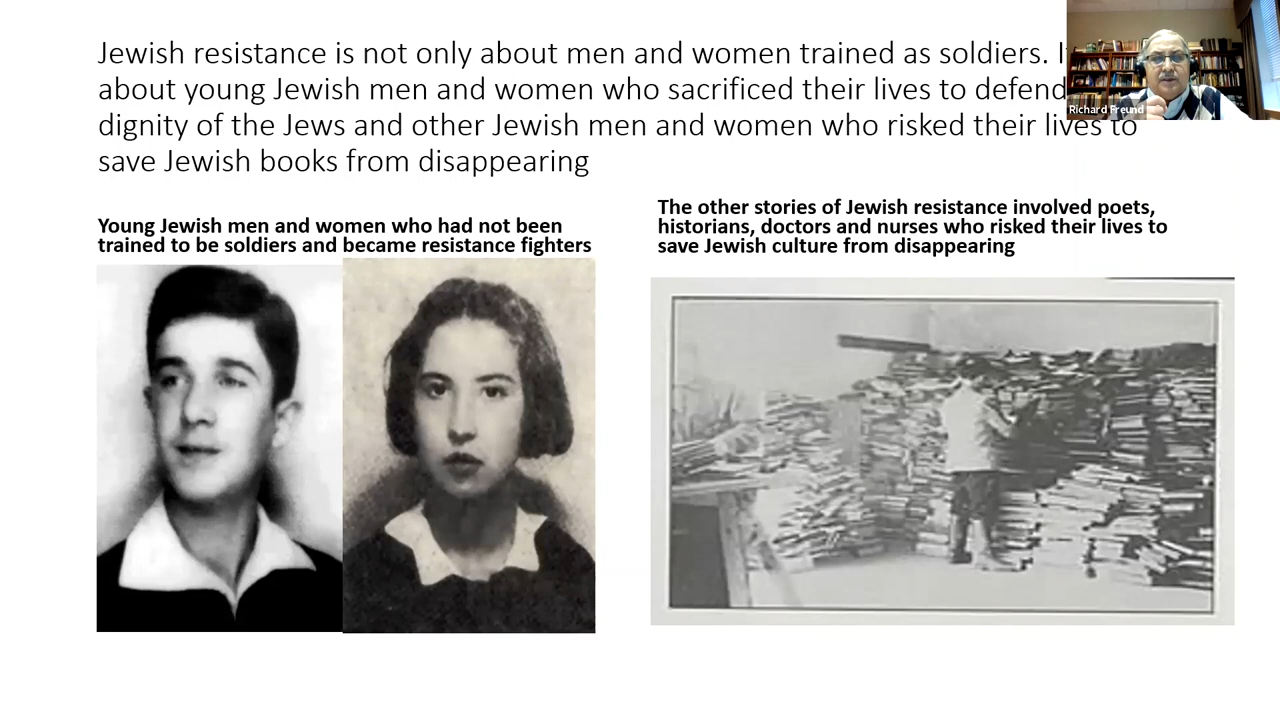 Jewish resistance is not only about men and women trained as soldiers.
about young Jewish men and women who sacrificed their lives to defend
dignity of the Jews and other Jewish men and women who risked their lives to
save Jewish books from disappearing
Richard Freund
Young Jewish men and women who had not been
trained to be soldiers and became resistance fighters
The other stories of Jewish resistance involved poets,
historians, doctors and nurses who risked their lives to
save Jewish culture from disappearing